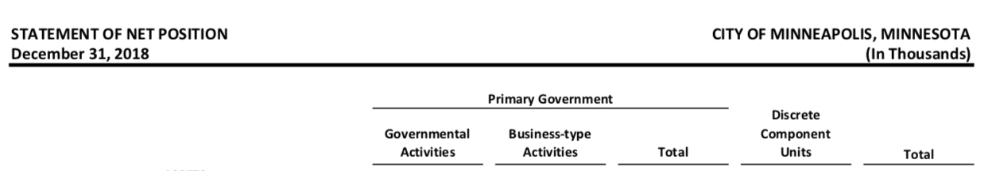 STATEMENT OF NET POSITION
December 31, 2018
CITY OF MINNEAPOLIS, MINNESOTA
(In Thousands)
Primary Government
Governmental
Activities
Business-type
Activities
Total
Discrete
Component
Units
Total